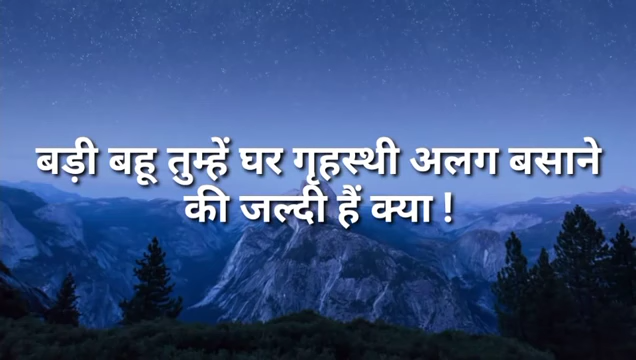 बड़ी बहू तुम्हें घर गृहस्थी अलग बसाने
की जल्दी हैं क्या !